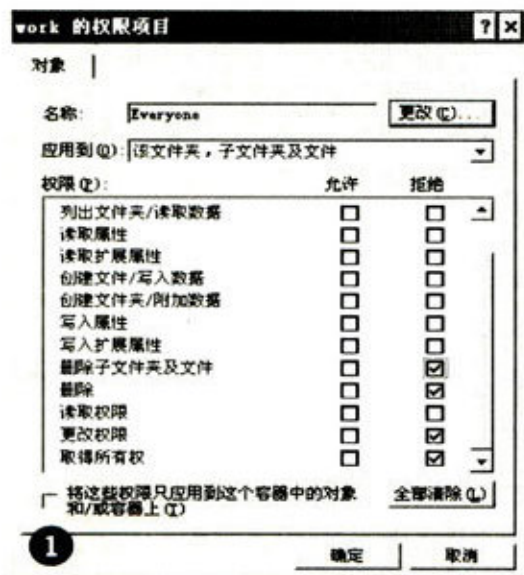 work 的权限项目
对象
名称: Everyone 更改(C)...
应用到(O): 该文件夹，子文件夹及文件
权限(P): 允许 拒绝
列出文件夹/读取数据
读取属性
读取扩展属性
创建文件/写入数据
创建文件夹/附加数据
写入属性
写入扩展属性
删除子文件夹及文件
删除
读取权限
更改权限
取得所有权
将这些权限只应用到这个容器中的对象
和/或容器上(T)
全部清除(L)
1
确定 取消